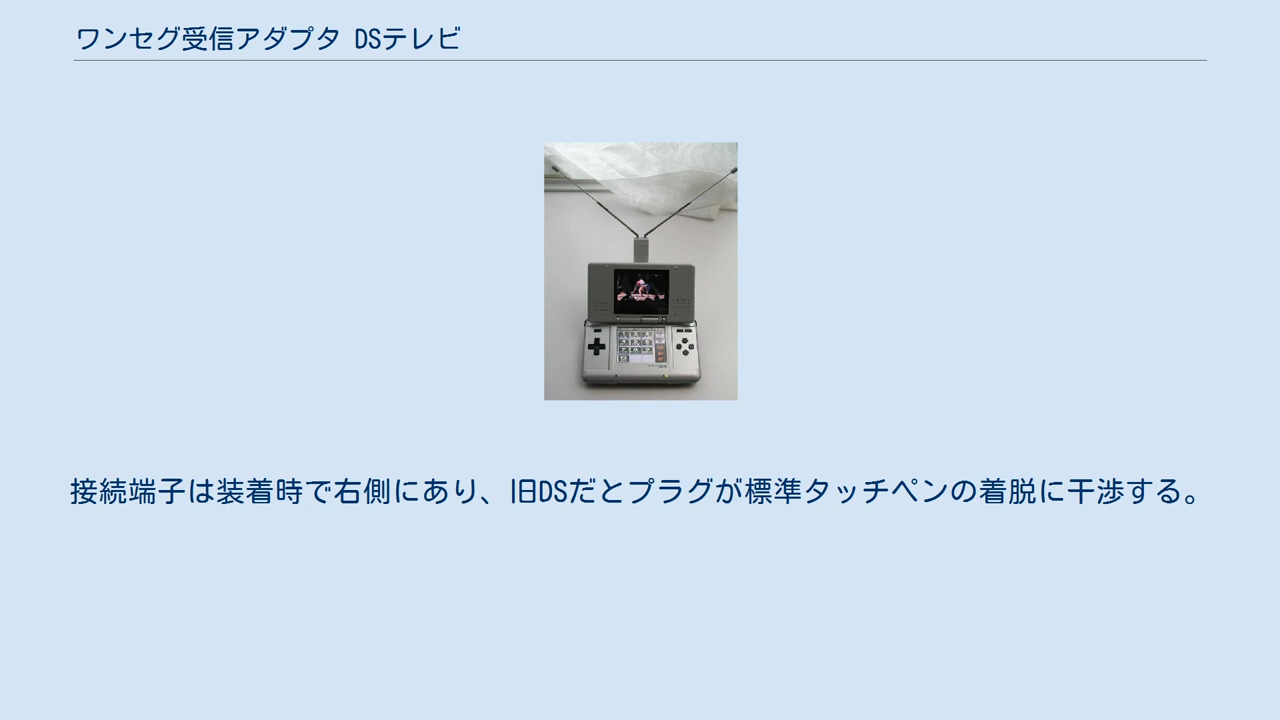 ワンセグ受信アダプタ DSテレビ
接続端子は装着時で右側にあり、旧DSだとプラグが標準タッチペンの着脱に干渉する。